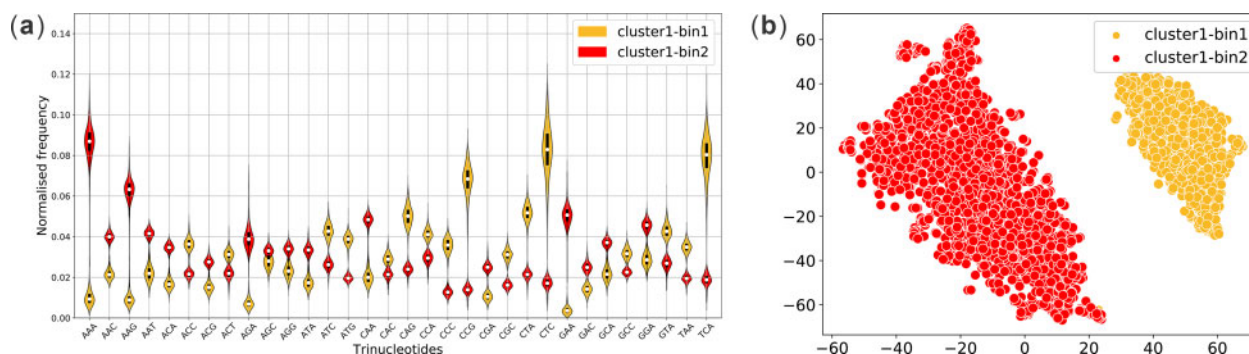 (a)
cluster1-bin1
cluster1-bin2
Normalised frequency
0.14
0.12
0.10
0.08
0.06
0.04
0.02
0.00
AAA AAC AAG AAT ACA ACC ACG ACT AGA AGC AGG ATA ATC ATG CAA CAC CAG CCA CCC CCG CGA CGC CTA CTC GAA GAC GCA GCC GGA GTA TAA TCA
Trinucleotides
(b)
cluster1-bin1
cluster1-bin2
60
40
20
0
−20
−40
−60
−60 −40 −20 0 20 40 60